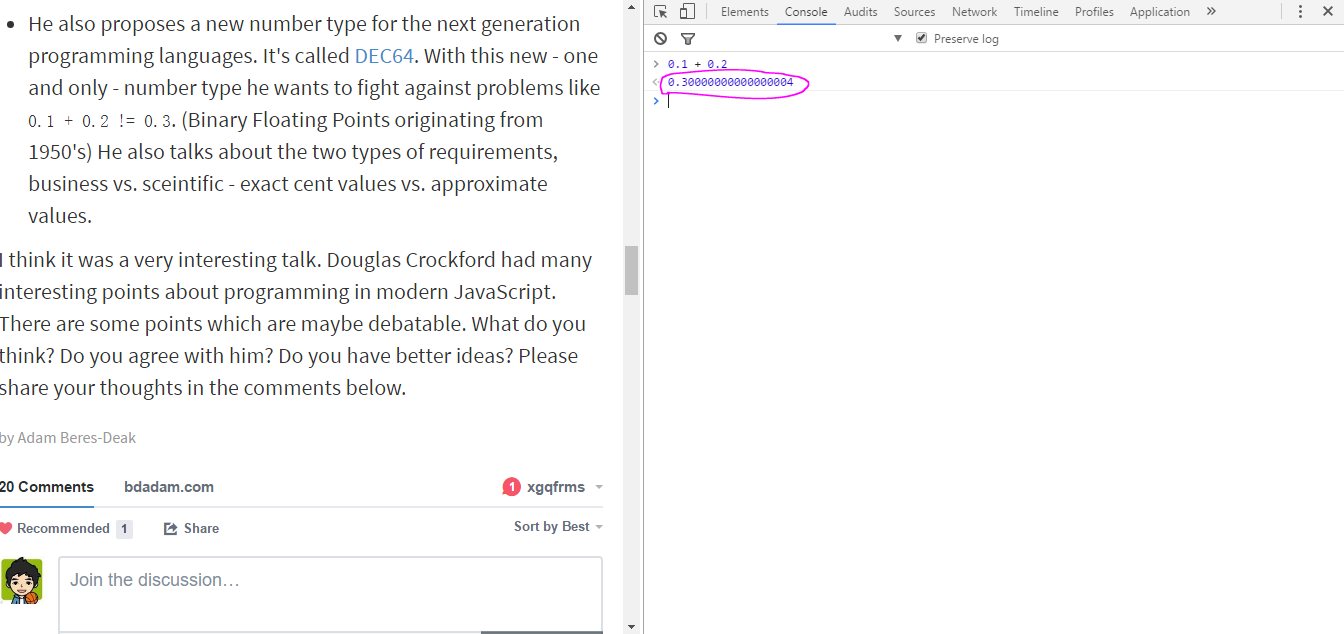 He also proposes a new number type for the next generation
programming languages. It's called DEC64. With this new - one
and only - number type he wants to fight against problems like
0.1 + 0.2 != 0.3. (Binary Floating Points originating from
1950's) He also talks about the two types of requirements,
business vs. sceintific - exact cent values vs. approximate
values.
I think it was a very interesting talk. Douglas Crockford had many
interesting points about programming in modern JavaScript.
There are some points which are maybe debatable. What do you
think? Do you agree with him? Do you have better ideas? Please
share your thoughts in the comments below.
by Adam Beres-Deak
20 Comments bdadam.com 1 xgqfrms
Recommended 1 Share Sort by Best
Join the discussion…
Elements Console Audits Sources Network Timeline Profiles Application »
Preserve log
> 0.1 + 0.2
< 0.30000000000000004
>